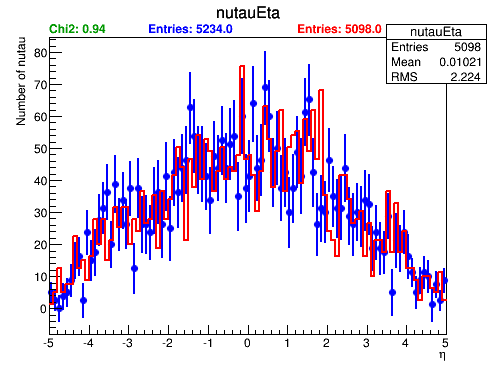 nutauEta
Chi2: 0.94 Entries: 5234.0 Entries: 5098.0
nutauEta
Entries 5098
Mean 0.01021
RMS 2.224
Number of nutau
80
70
60
50
40
30
20
10
0
-5 -4 -3 -2 -1 0 1 2 3 4 5
η